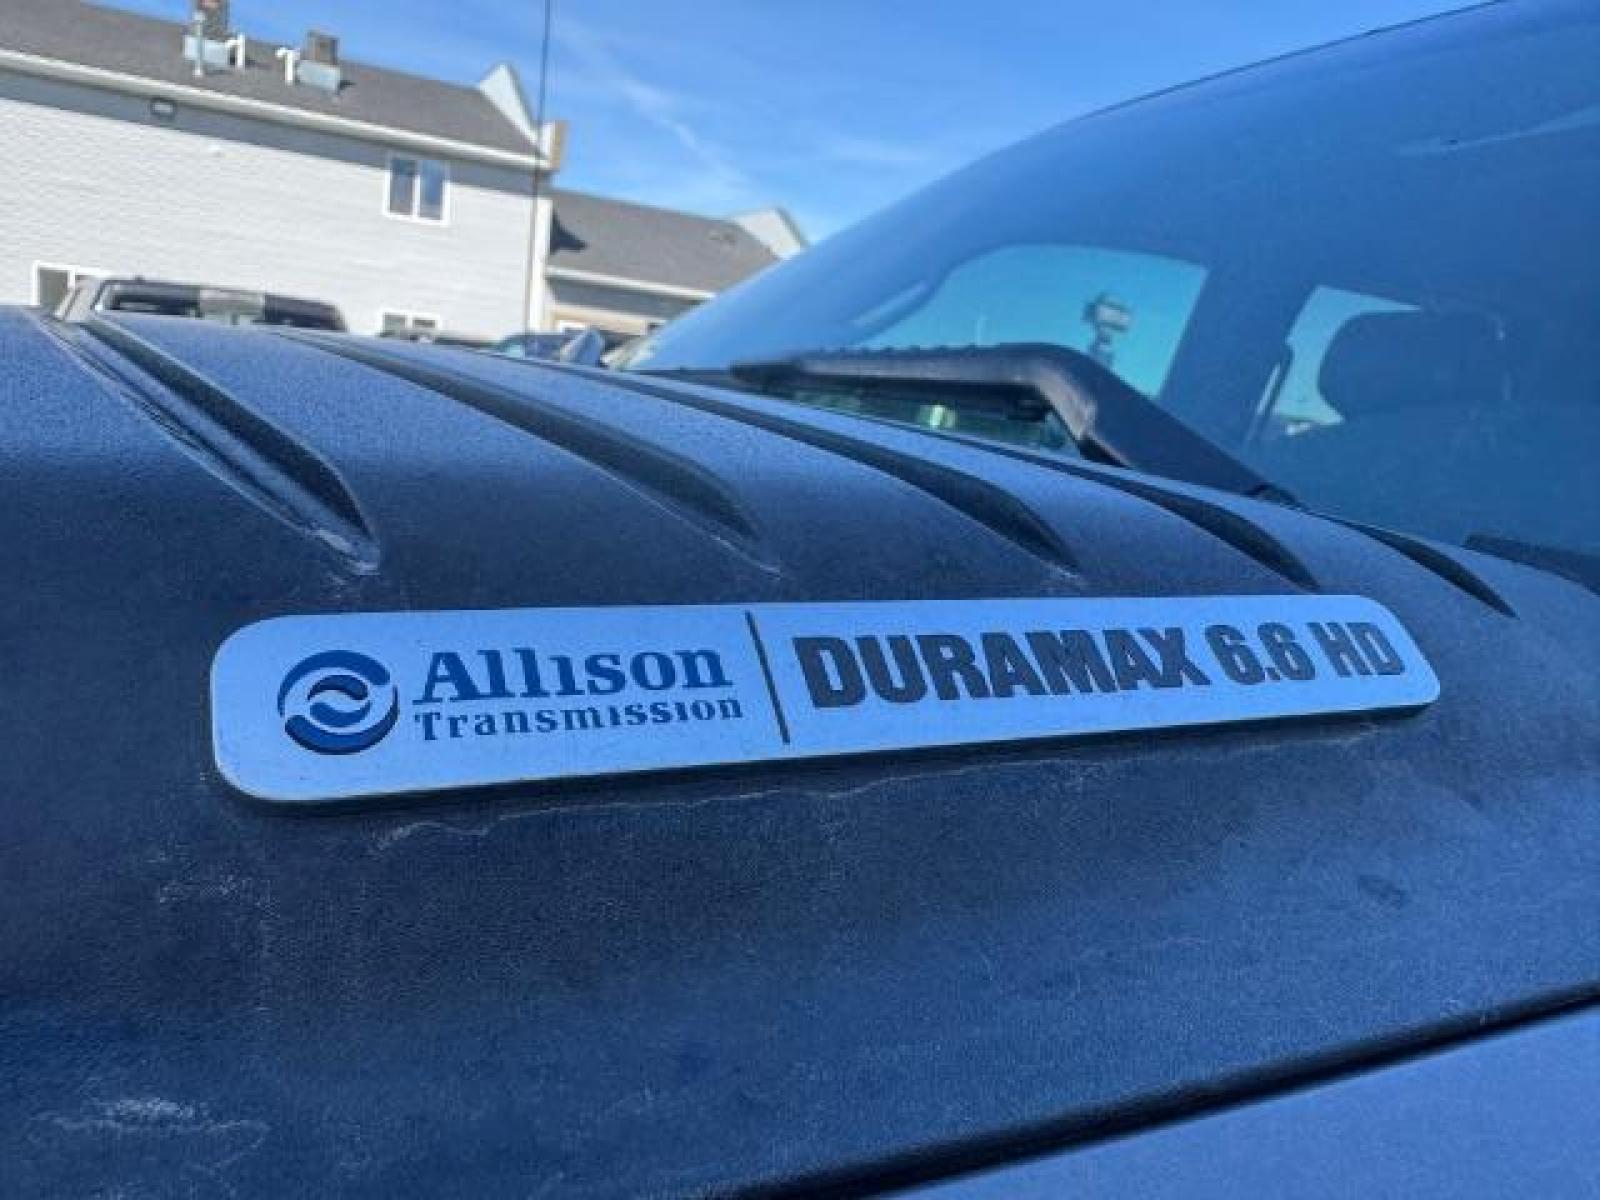 Allison
Transmission
DURAMAX 6.6 HD